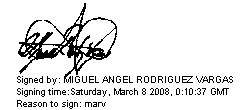 Signed by: MIGUEL ANGEL RODRIGUEZ VARGAS
Signing time: Saturday, March 8 2008, 0:10:37 GMT
Reason to sign: marv